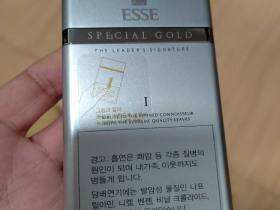 ESSE
SPECIAL GOLD
THE LEADER'S SIGNATURE
I
경고: 흡연은 폐암 등 각종 질병의
원인이 되며, 내가족, 이웃까지도
병들게 합니다.
담배연기에는 발암성 물질인 나프
틸아민, 니켈, 벤젠, 비닐 크롤라이드,